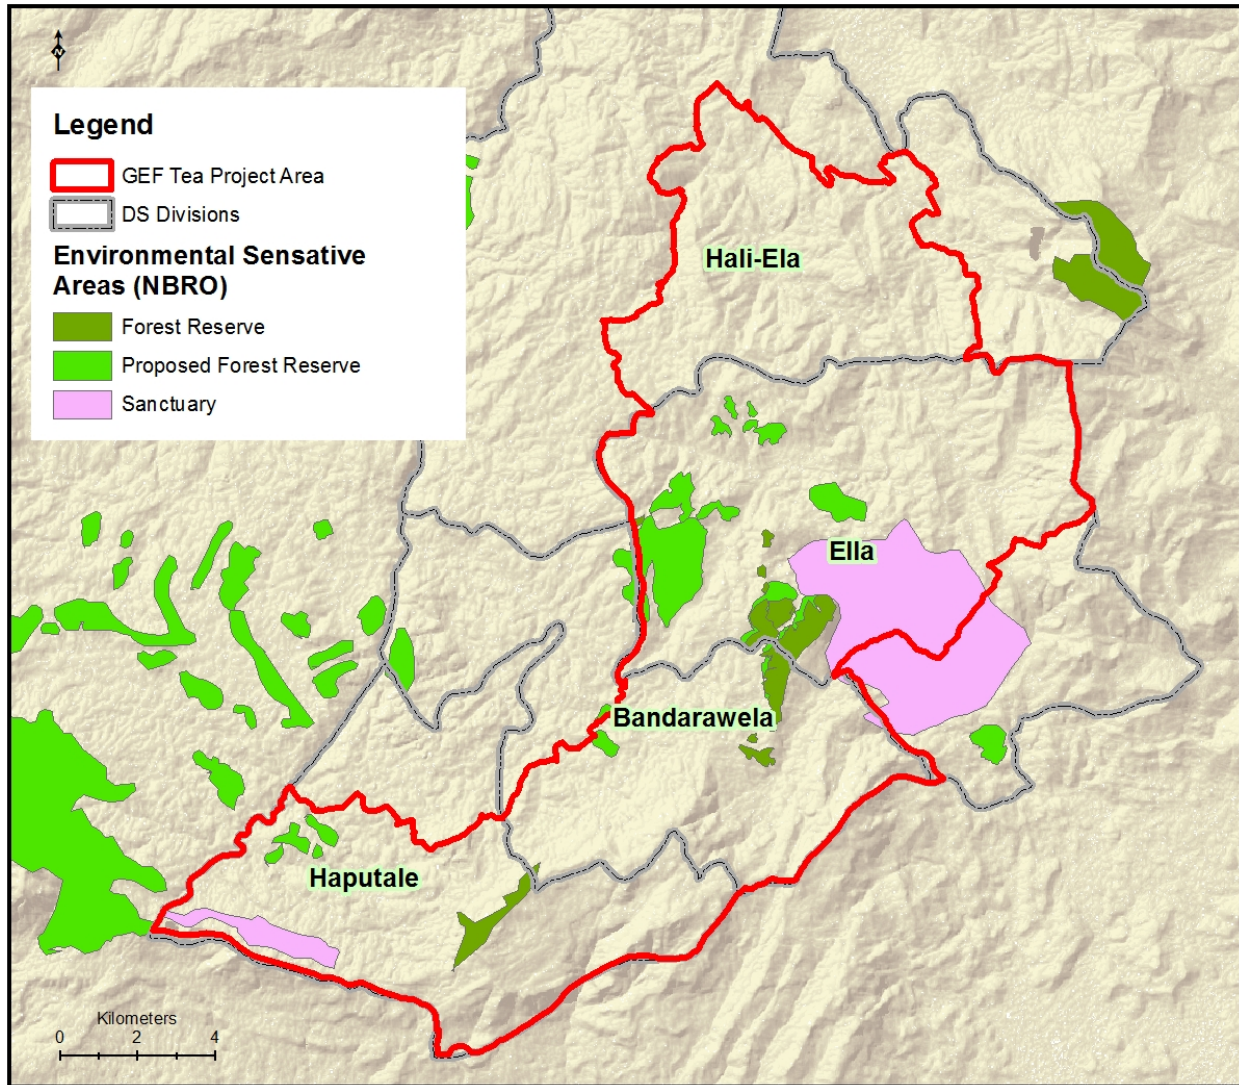 N
Legend
GEF Tea Project Area
DS Divisions
Environmental Sensative
Areas (NBRO)
Forest Reserve
Proposed Forest Reserve
Sanctuary
Hali-Ela
Ella
Bandarawela
Haputale
Kilometers
0 2 4